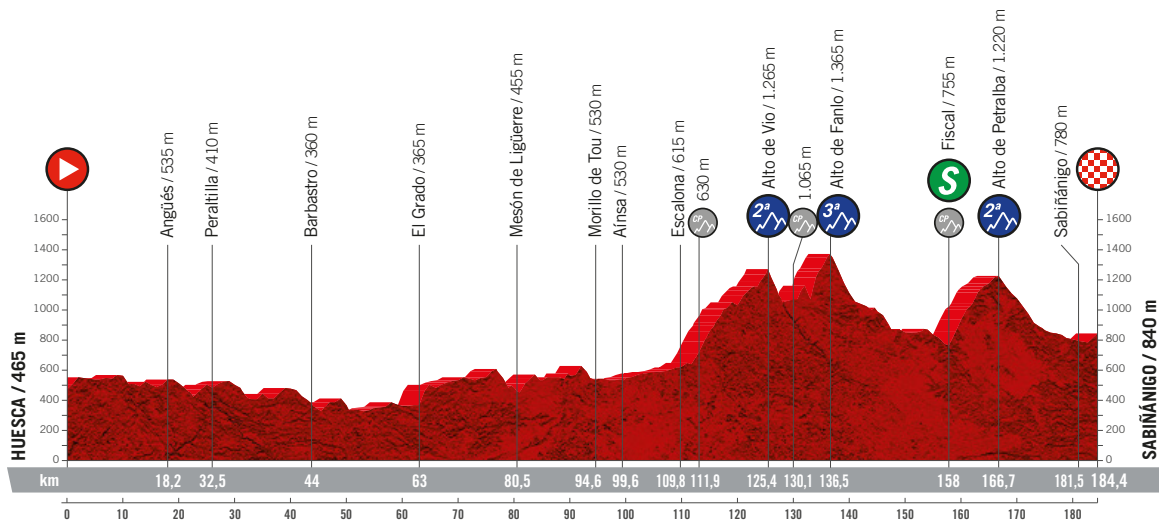 Angüés / 535 m
Peraltilla / 410 m
Barbastro / 360 m
El Grado / 365 m
Mesón de Ligüerre / 455 m
Morillo de Tou / 530 m
Aínsa / 530 m
Escalona / 615 m
630 m
CP
Alto de Vio / 1.265 m
2ª
1.065 m
CP
Alto de Fanlo / 1.365 m
3ª
Fiscal / 755 m
S
CP
Alto de Petralba / 1.220 m
2ª
Sabiñánigo / 780 m
HUESCA / 465 m
1600
1400
1200
1000
800
600
400
200
0
1600
1400
1200
1000
800
600
400
200
0
SABIÑÁNIGO / 840 m
km 18,2 32,5 44 63 80,5 94,6 99,6 109,8 111,9 125,4 130,1 136,5 158 166,7 181,5 184,4
0 10 20 30 40 50 60 70 80 90 100 110 120 130 140 150 160 170 180